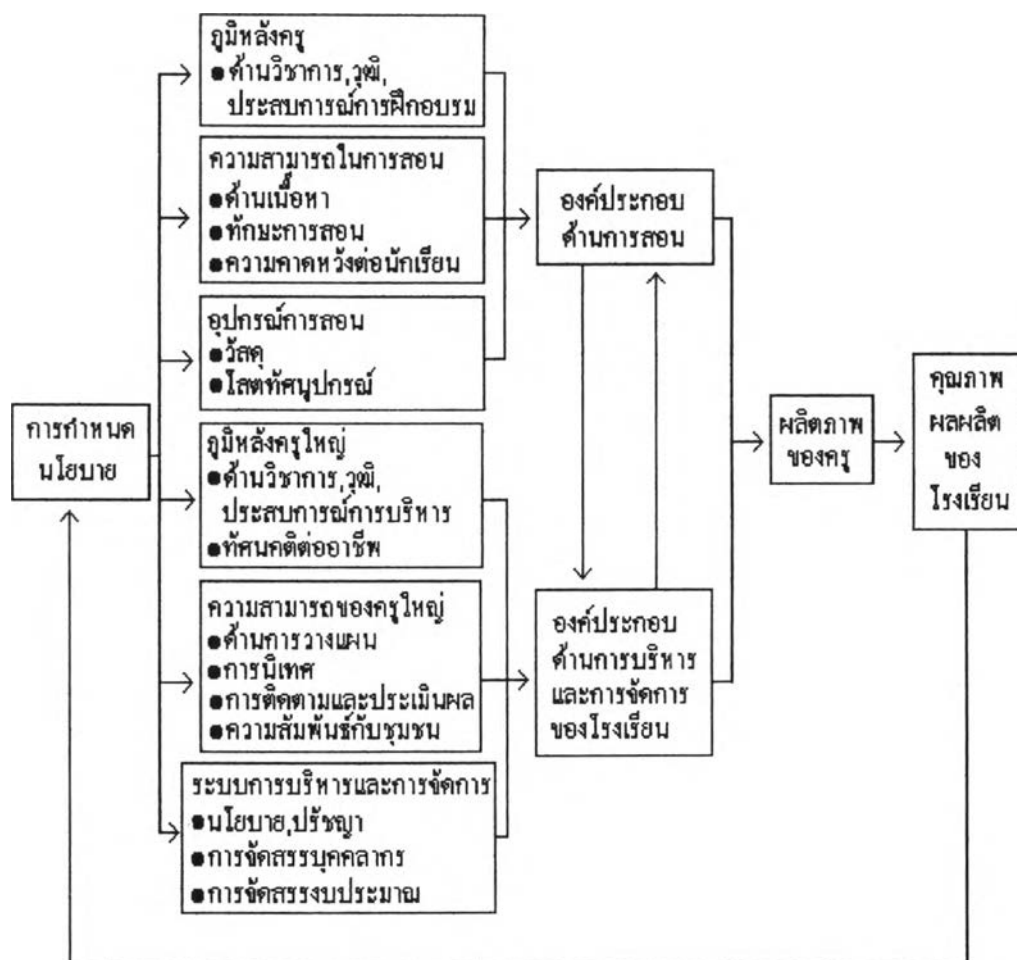 ภูมิหลังครู
●ด้านวิชาการ,วุฒิ,
ประสบการณ์การฝึกอบรม
ความสามารถในการสอน
●ด้านเนื้อหา
●ทักษะการสอน
●ความคาดหวังต่อนักเรียน
อุปกรณ์การสอน
●วัสดุ
●โสตทัศนูปกรณ์
การกำหนด
นโยบาย
ภูมิหลังครูใหญ่
●ด้านวิชาการ,วุฒิ,
ประสบการณ์การบริหาร
●ทัศนคติต่ออาชีพ
ความสามารถของครูใหญ่
●ด้านการวางแผน
●การนิเทศ
●การติดตามและประเมินผล
●ความสัมพันธ์กับชุมชน
ระบบการบริหารและการจัดการ
●นโยบาย,ปรัชญา
●การจัดสรรบุคคลากร
●การจัดสรรงบประมาณ
องค์ประกอบ
ด้านการสอน
องค์ประกอบ
ด้านการบริหาร
และการจัดการ
ของโรงเรียน
ผลิตภาพ
ของครู
คุณภาพ
ผลผลิต
ของ
โรงเรียน